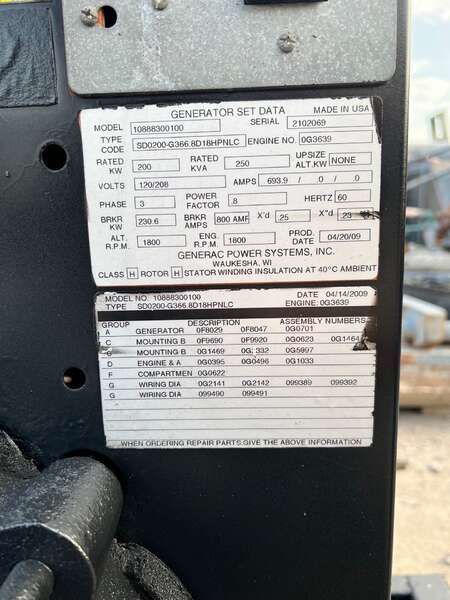 GENERATOR SET DATA MADE IN USA
MODEL 10888300100 SERIAL 2102069
TYPE CODE SD0200-G366.8D18HPNLC ENGINE NO. 0G3639
RATED KW 200 RATED KVA 250 UPSIZE ALT.KW NONE
VOLTS 120/208 AMPS 693.9 / .0 / .0
PHASE 3 POWER FACTOR .8 HERTZ 60
BRKR KW 230.6 BRKR AMPS 800 AMF X'd .25 X"d .23
ALT. R.P.M. 1800 ENG. R.P.M. 1800 PROD. DATE 04/20/09
GENERAC POWER SYSTEMS, INC.
WAUKESHA, WI
CLASS H ROTOR H STATOR WINDING INSULATION AT 40°C AMBIENT
MODEL NO. 10888300100 DATE 04/14/2009
TYPE SD0200-G366.8D18HPNLC ENGINE: 0G3639
GROUP DESCRIPTION ASSEMBLY NUMBERS
A GENERATOR 0F8029 0F8047 0G0701
C MOUNTING B 0F9690 0F9920 0G0623 0G1464
G MOUNTING B 0G1469 332 0G5997
D ENGINE & A 0G0395 0G0496 0G1033
F COMPARTMEN 0G0622
G WIRING DIA 0G2141 0G2142 099389 099392
G WIRING DIA 099490 099491
WHEN ORDERING REPAIR PARTS GIVE THE ABOVE INFORMATION